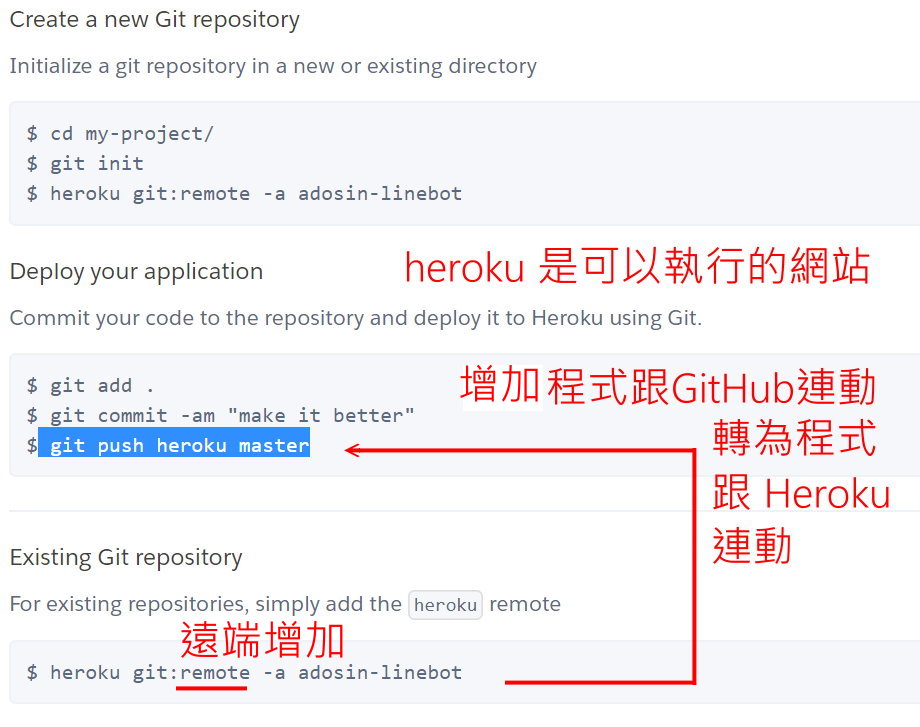 Create a new Git repository
Initialize a git repository in a new or existing directory
$ cd my-project/
$ git init
$ heroku git:remote -a adosin-linebot
heroku 是可以執行的網站
Deploy your application
Commit your code to the repository and deploy it to Heroku using Git.
$ git add .
$ git commit -am "make it better"
$ git push heroku master
增加程式跟GitHub連動
轉為程式
跟 Heroku
連動
Existing Git repository
For existing repositories, simply add the heroku remote
遠端增加
$ heroku git:remote -a adosin-linebot